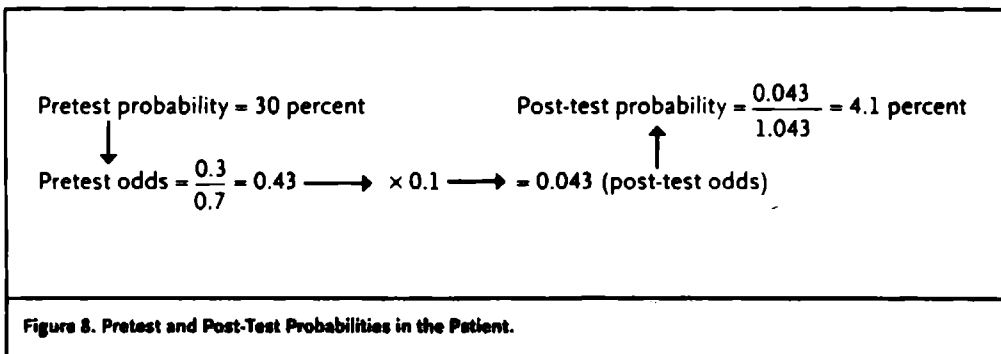 Pretest probability = 30 percent
Pretest odds = 0.3/0.7 = 0.43 → × 0.1 → = 0.043 (post-test odds)
Post-test probability = 0.043/1.043 = 4.1 percent
Figure 8. Pretest and Post-Test Probabilities in the Patient.